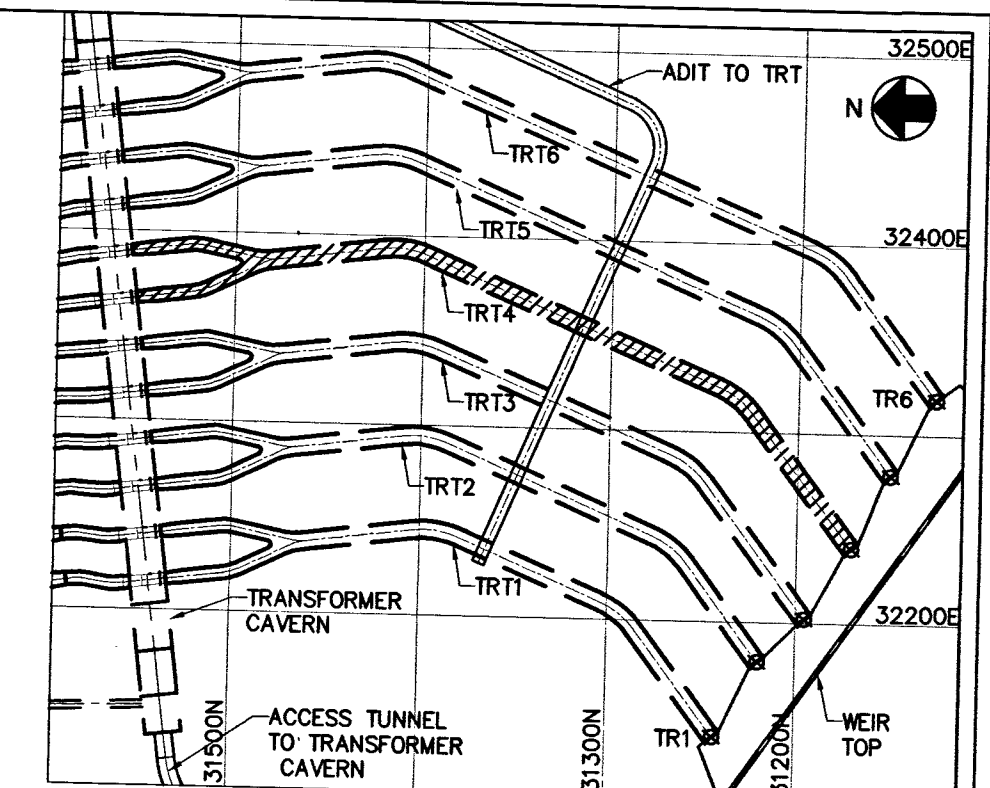 32500E
ADIT TO TRT
N
TRT6
TRT5
32400E
TRT4
TRT3
TR6
TRT2
TRT1
TRANSFORMER
CAVERN
32200E
ACCESS TUNNEL
TO TRANSFORMER
CAVERN
31500N
31300N
TR1
31200N
WEIR
TOP